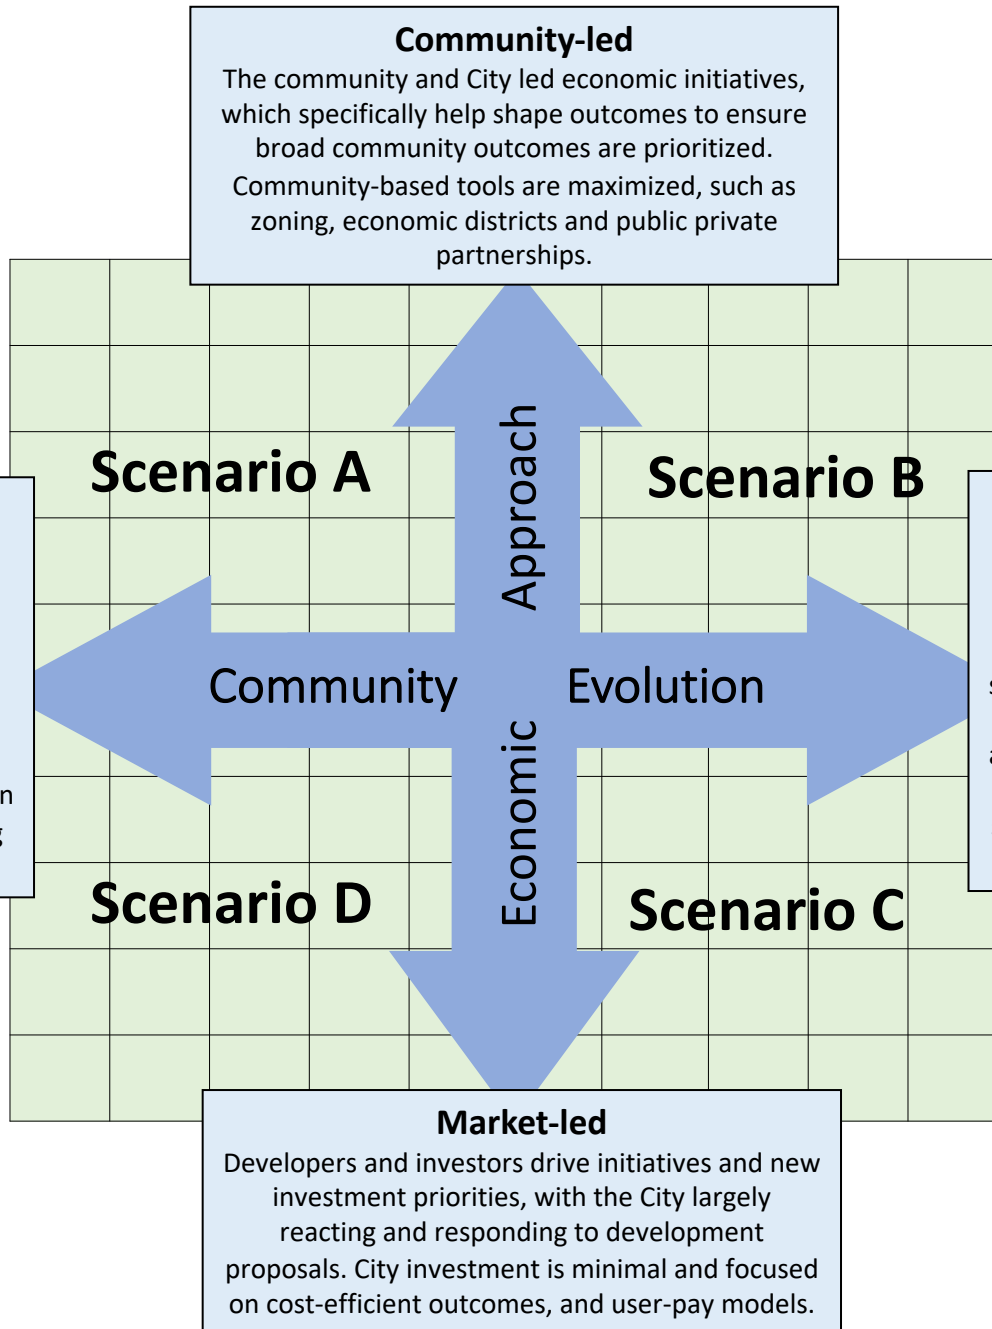 Community-led
The community and City led economic initiatives,
which specifically help shape outcomes to ensure
broad community outcomes are prioritized.
Community-based tools are maximized, such as
zoning, economic districts and public private
partnerships.
Scenario A
Scenario B
Approach
Community Evolution
Economic
Scenario D
Scenario C
Market-led
Developers and investors drive initiatives and new
investment priorities, with the City largely
reacting and responding to development
proposals. City investment is minimal and focused
on cost-efficient outcomes, and user-pay models.